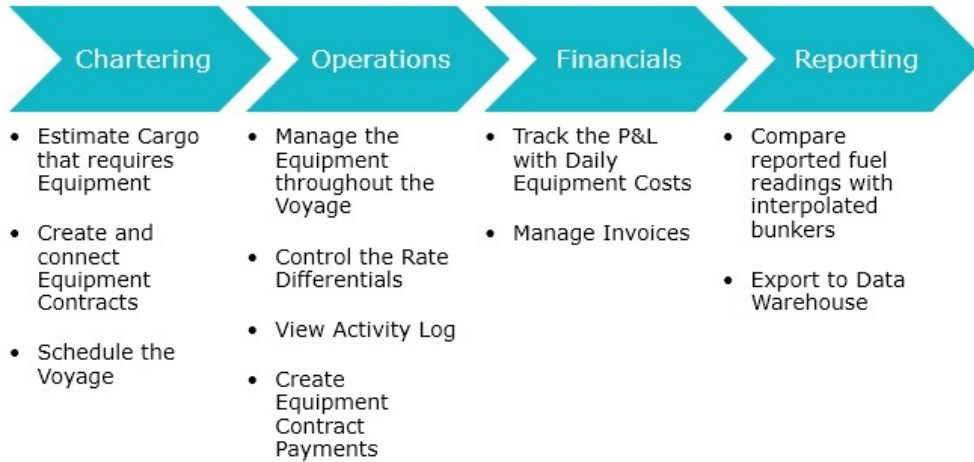 Chartering
Operations
Financials
Reporting
• Estimate Cargo
that requires
Equipment
• Create and
connect
Equipment
Contracts
• Schedule the
Voyage
• Manage the
Equipment
throughout the
Voyage
• Control the Rate
Differentials
• View Activity Log
• Create
Equipment
Contract
Payments
• Track the P&L
with Daily
Equipment Costs
• Manage Invoices
• Compare
reported fuel
readings with
interpolated
bunkers
• Export to Data
Warehouse